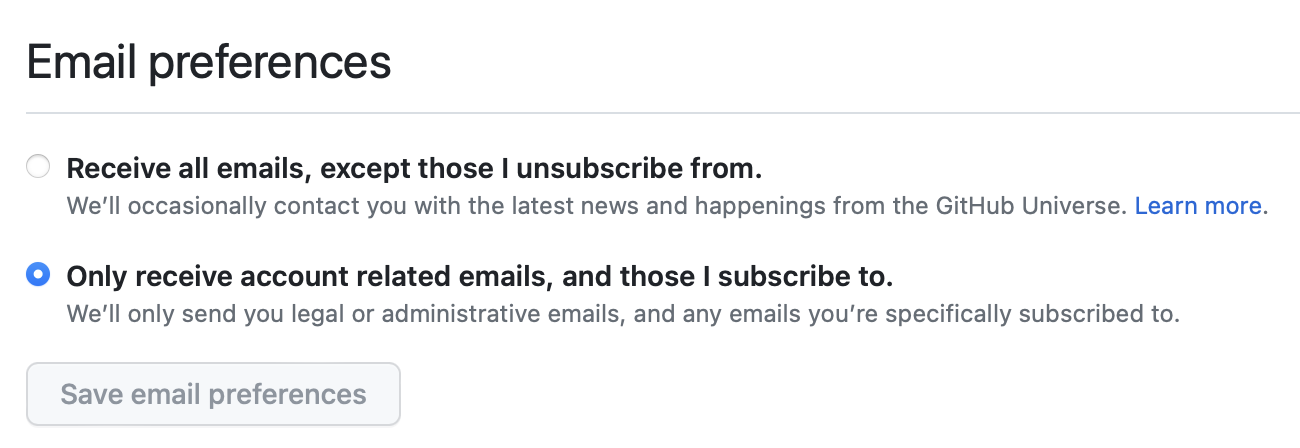 Email preferences
Receive all emails, except those I unsubscribe from.
We’ll occasionally contact you with the latest news and happenings from the GitHub Universe. Learn more.
Only receive account related emails, and those I subscribe to.
We’ll only send you legal or administrative emails, and any emails you’re specifically subscribed to.
Save email preferences